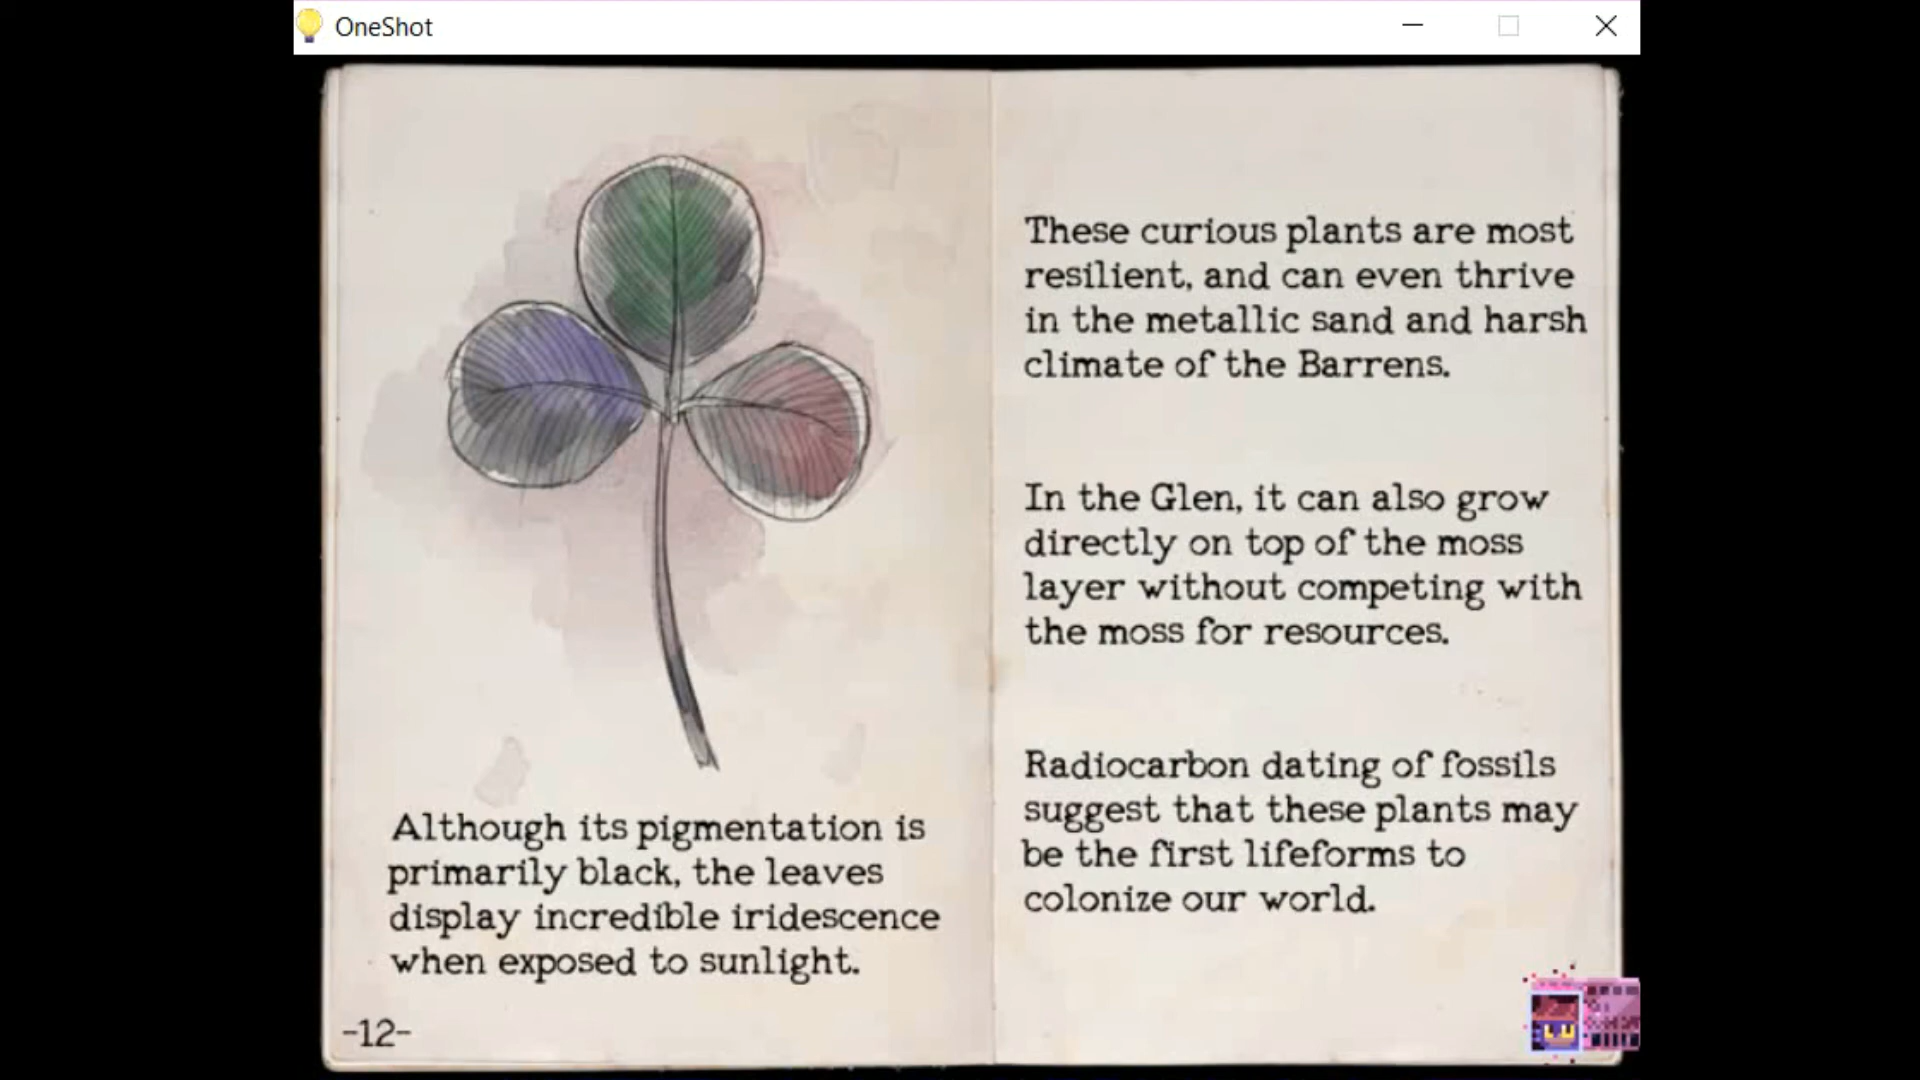 OneShot
Although its pigmentation is
primarily black, the leaves
display incredible iridescence
when exposed to sunlight.
-12-
These curious plants are most
resilient, and can even thrive
in the metallic sand and harsh
climate of the Barrens.
In the Glen, it can also grow
directly on top of the moss
layer without competing with
the moss for resources.
Radiocarbon dating of fossils
suggest that these plants may
be the first lifeforms to
colonize our world.